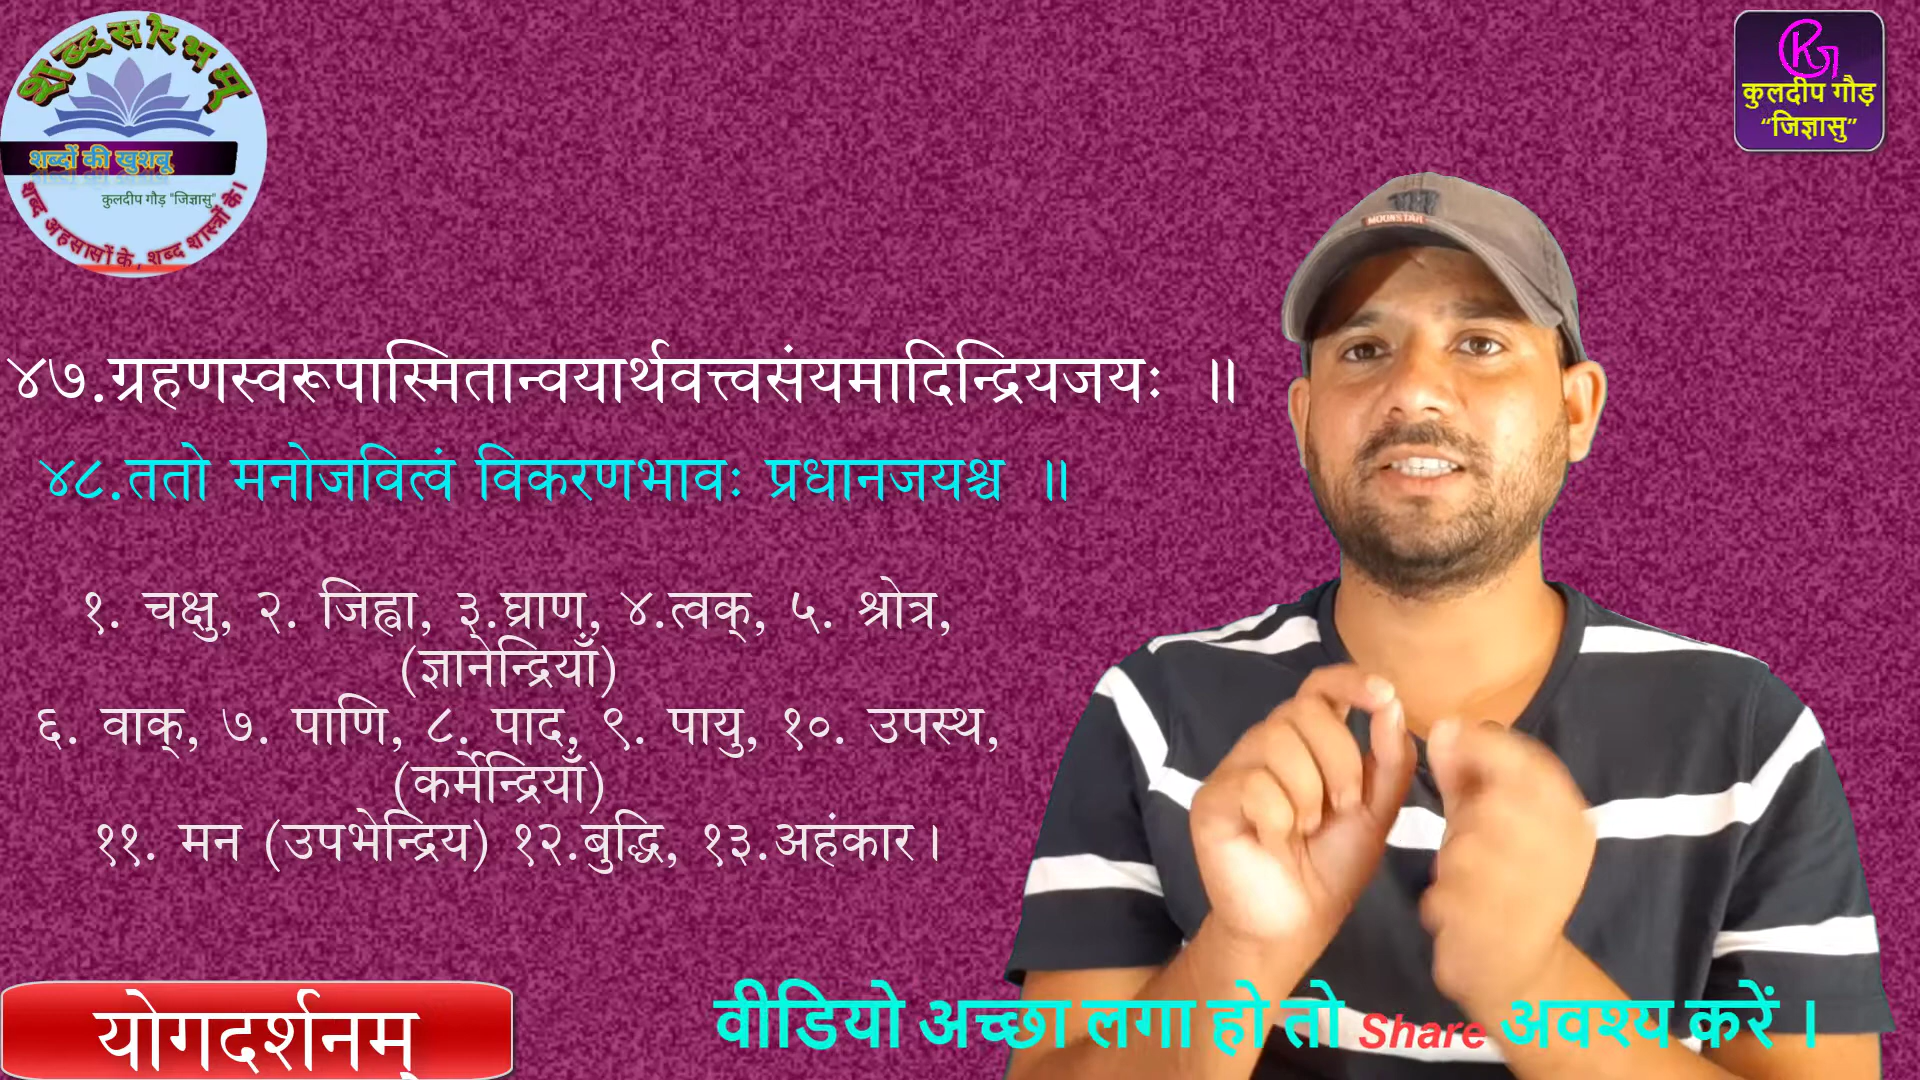 शब्दसौरभम्
शब्दों की खुशबू
कुलदीप गौड़ "जिज्ञासु"
शब्द अहसासों के, शब्द शास्त्रों के।
कुलदीप गौड़
“जिज्ञासु”
MOONSTAR
४७.ग्रहणस्वरूपास्मितान्वयार्थवत्त्वसंयमादिन्द्रियजयः ॥
४८.ततो मनोजवित्वं विकरणभावः प्रधानजयश्च ॥
१. चक्षु, २. जिह्वा, ३.घ्राण, ४.त्वक्, ५. श्रोत्र,
(ज्ञानेन्द्रियाँ)
६. वाक्, ७. पाणि, ८. पाद, ९. पायु, १०. उपस्थ,
(कर्मेन्द्रियाँ)
११. मन (उपभेन्द्रिय) १२.बुद्धि, १३.अहंकार।
योगदर्शनम्
वीडियो अच्छा लगा हो तो Share अवश्य करें ।